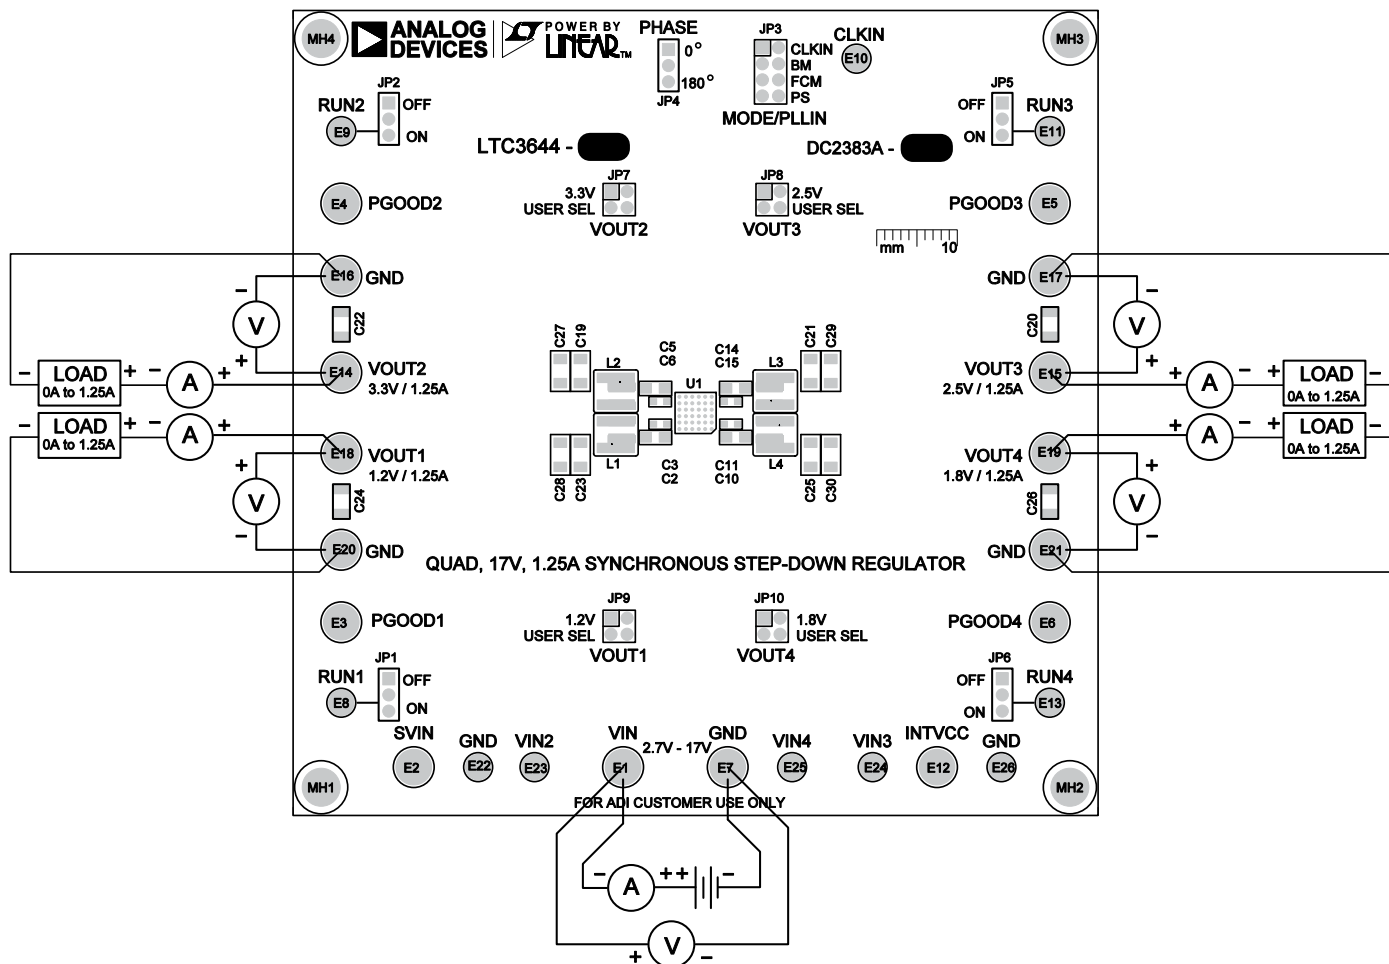 MH4
ANALOG DEVICES
POWER BY LINEAR TM
PHASE
0°
180°
JP4
JP3
CLKIN
BM
FCM
PS
MODE/PLLIN
CLKIN
E10
MH3
JP2
RUN2
OFF
E9
ON
JP5
OFF
RUN3
ON
E11
LTC3644 -
DC2383A -
JP7
3.3V
USER SEL
VOUT2
JP8
2.5V
USER SEL
VOUT3
E4
PGOOD2
PGOOD3
E5
mm 10
E16
GND
GND
E17
-
V
+
C22
C20
-
V
+
E14
VOUT2
3.3V / 1.25A
VOUT3
2.5V / 1.25A
E15
- LOAD + - A +
0A to 1.25A
+ A - + LOAD -
0A to 1.25A
- LOAD + - A +
0A to 1.25A
+ A - + LOAD -
0A to 1.25A
C27
C19
L2
C5
C6
U1
C14
C15
L3
C21
C29
C28
C23
L1
C3
C2
C11
C10
L4
C25
C30
E18
VOUT1
1.2V / 1.25A
VOUT4
1.8V / 1.25A
E19
+
V
-
C24
C26
+
V
-
E20
GND
GND
E21
QUAD, 17V, 1.25A SYNCHRONOUS STEP-DOWN REGULATOR
E3
PGOOD1
PGOOD4
E6
JP9
1.2V
USER SEL
VOUT1
JP10
1.8V
USER SEL
VOUT4
JP1
RUN1
OFF
E8
ON
JP6
OFF
RUN4
ON
E13
SVIN
E2
GND
E22
VIN2
E23
VIN
E1
2.7V - 17V
GND
E7
VIN4
E25
VIN3
E24
INTVCC
E12
GND
E26
MH1
FOR ADI CUSTOMER USE ONLY
MH2
- A + + -
+ V -